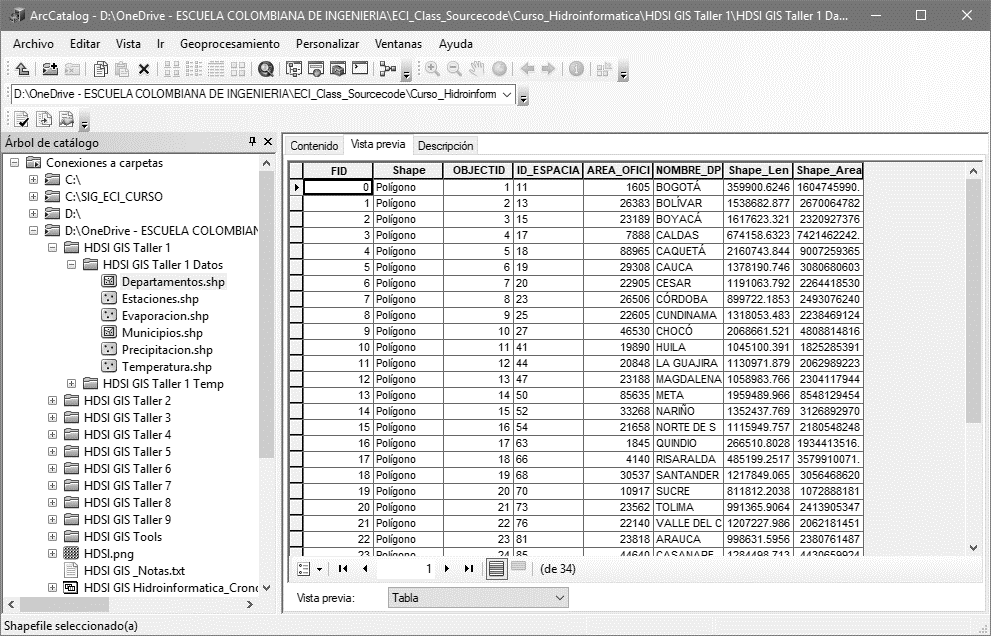 ArcCatalog - D:\OneDrive - ESCUELA COLOMBIANA DE INGENIERIA\ECI_Class_Sourcecode\Curso_Hidroinformatica\HDSI GIS Taller 1\HDSI GIS Taller 1 Da...
Archivo Editar Vista Ir Geoprocesamiento Personalizar Ventanas Ayuda
D:\OneDrive - ESCUELA COLOMBIANA DE INGENIERIA\ECI_Class_Sourcecode\Curso_Hidroinform
Árbol de catálogo
Conexiones a carpetas
C:\
C:\SIG_ECI_CURSO
D:\
D:\OneDrive - ESCUELA COLOMBIAN
HDSI GIS Taller 1
HDSI GIS Taller 1 Datos
Departamentos.shp
Estaciones.shp
Evaporacion.shp
Municipios.shp
Precipitacion.shp
Temperatura.shp
HDSI GIS Taller 1 Temp
HDSI GIS Taller 2
HDSI GIS Taller 3
HDSI GIS Taller 4
HDSI GIS Taller 5
HDSI GIS Taller 6
HDSI GIS Taller 7
HDSI GIS Taller 8
HDSI GIS Taller 9
HDSI GIS Tools
HDSI.png
HDSI GIS _Notas.txt
HDSI GIS Hidroinformatica_Crono
Contenido Vista previa Descripción
FID Shape OBJECTID ID_ESPACIA AREA_OFICI NOMBRE_DP Shape_Len Shape_Area
0 Polígono 1 11 1605 BOGOTÁ 359900.6246 1604745990.
1 Polígono 2 13 26383 BOLÍVAR 1538682.877 2670064782
2 Polígono 3 15 23189 BOYACÁ 1617623.321 2320927376
3 Polígono 4 17 7888 CALDAS 674158.6323 7421462242.
4 Polígono 5 18 88965 CAQUETÁ 2160743.844 9007259365
5 Polígono 6 19 29308 CAUCA 1378190.746 3080680603
6 Polígono 7 20 22905 CESAR 1191063.792 2264418530
7 Polígono 8 23 26506 CÓRDOBA 899722.1853 2493076240
8 Polígono 9 25 22605 CUNDINAMA 1318053.483 2238469124
9 Polígono 10 27 46530 CHOCÓ 2068661.521 4808814816
10 Polígono 11 41 19890 HUILA 1045100.391 1825285391
11 Polígono 12 44 20848 LA GUAJIRA 1130971.879 2062989223
12 Polígono 13 47 23188 MAGDALENA 1058983.766 2304117944
13 Polígono 14 50 85635 META 1959489.966 8548129454
14 Polígono 15 52 33268 NARIÑO 1352437.769 3126892970
15 Polígono 16 54 21658 NORTE DE S 1115949.757 2180548248
16 Polígono 17 63 1845 QUINDIO 266510.8028 1934413516.
17 Polígono 18 66 4140 RISARALDA 485199.2517 3579910071.
18 Polígono 19 68 30537 SANTANDER 1217849.065 3056468620
19 Polígono 20 70 10917 SUCRE 811812.2038 1072888181
20 Polígono 21 73 23562 TOLIMA 991365.9064 2413905347
21 Polígono 22 76 22140 VALLE DEL C 1207227.986 2062181451
22 Polígono 23 81 23818 ARAUCA 998631.5956 2380761487
23 Polígono 24 85 44640 CASANARE 1284498.713 4430659924
1 (de 34)
Vista previa: Tabla
Shapefile seleccionado(a)